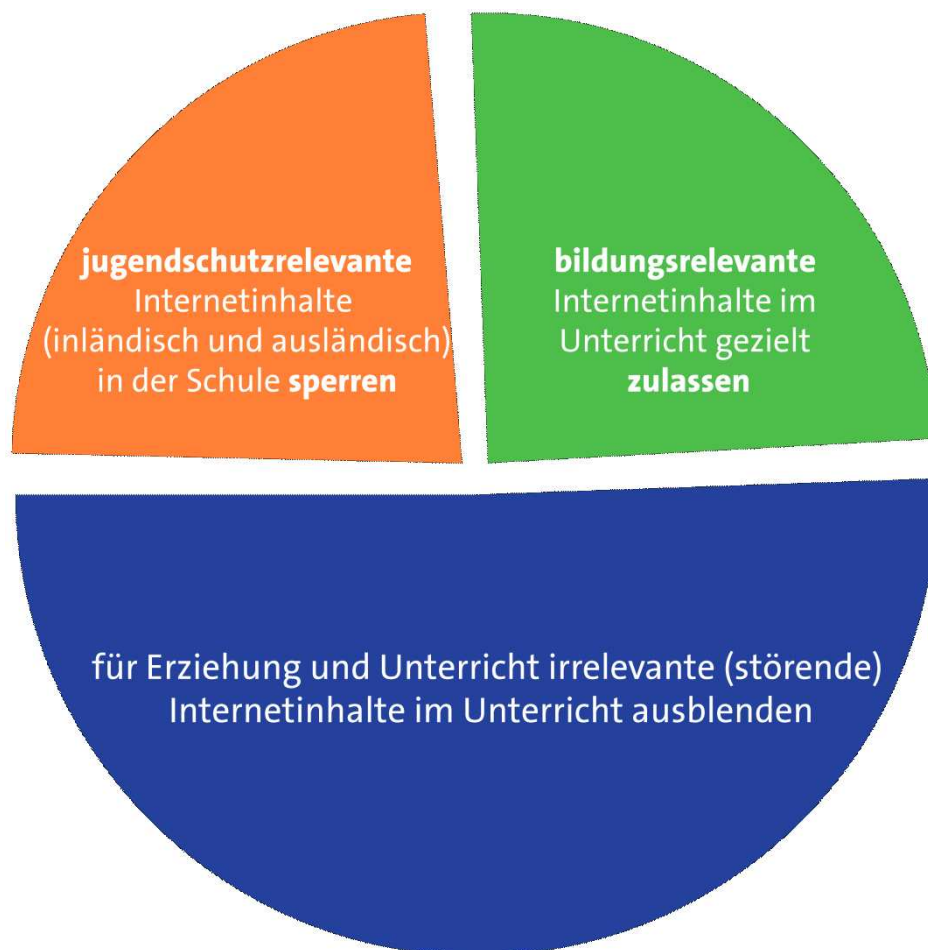 jugendschutzrelevante
Internetinhalte
(inländisch und ausländisch)
in der Schule sperren
bildungsrelevante
Internetinhalte im
Unterricht gezielt
zulassen
für Erziehung und Unterricht irrelevante (störende)
Internetinhalte im Unterricht ausblenden